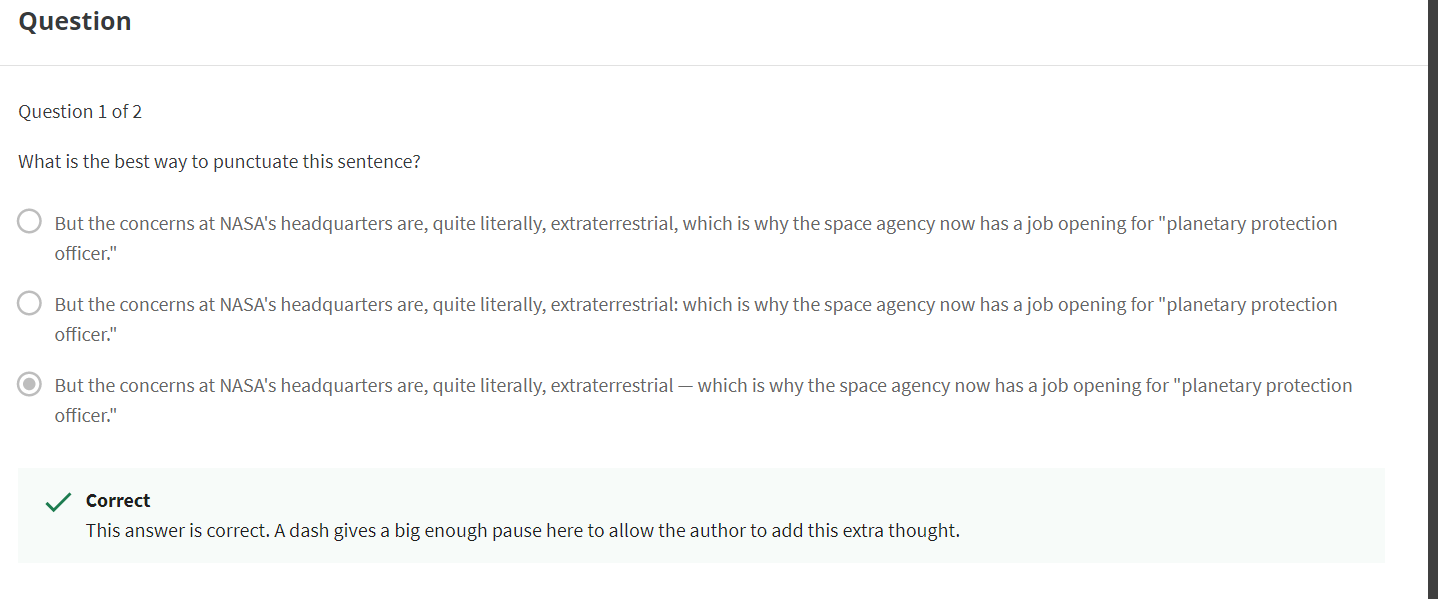 Question
Question 1 of 2
What is the best way to punctuate this sentence?
But the concerns at NASA's headquarters are, quite literally, extraterrestrial, which is why the space agency now has a job opening for "planetary protection
officer."
But the concerns at NASA's headquarters are, quite literally, extraterrestrial: which is why the space agency now has a job opening for "planetary protection
officer."
But the concerns at NASA's headquarters are, quite literally, extraterrestrial — which is why the space agency now has a job opening for "planetary protection
officer."
Correct
This answer is correct. A dash gives a big enough pause here to allow the author to add this extra thought.